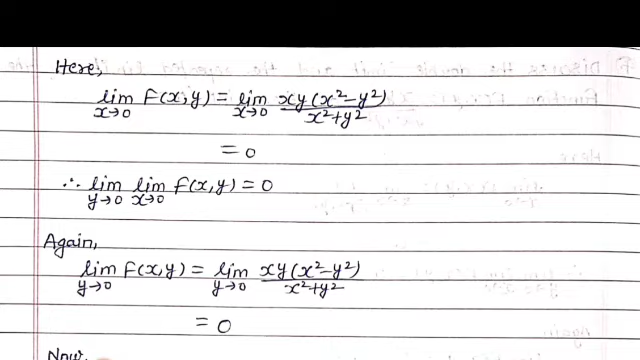 Here,
lim x→0 F(x,y) = lim x→0 xy(x²-y²)/x²+y²
= 0
∴ lim y→0 lim x→0 F(x,y) = 0
Again,
lim y→0 F(x,y) = lim y→0 xy(x²-y²)/x²+y²
= 0
Now,